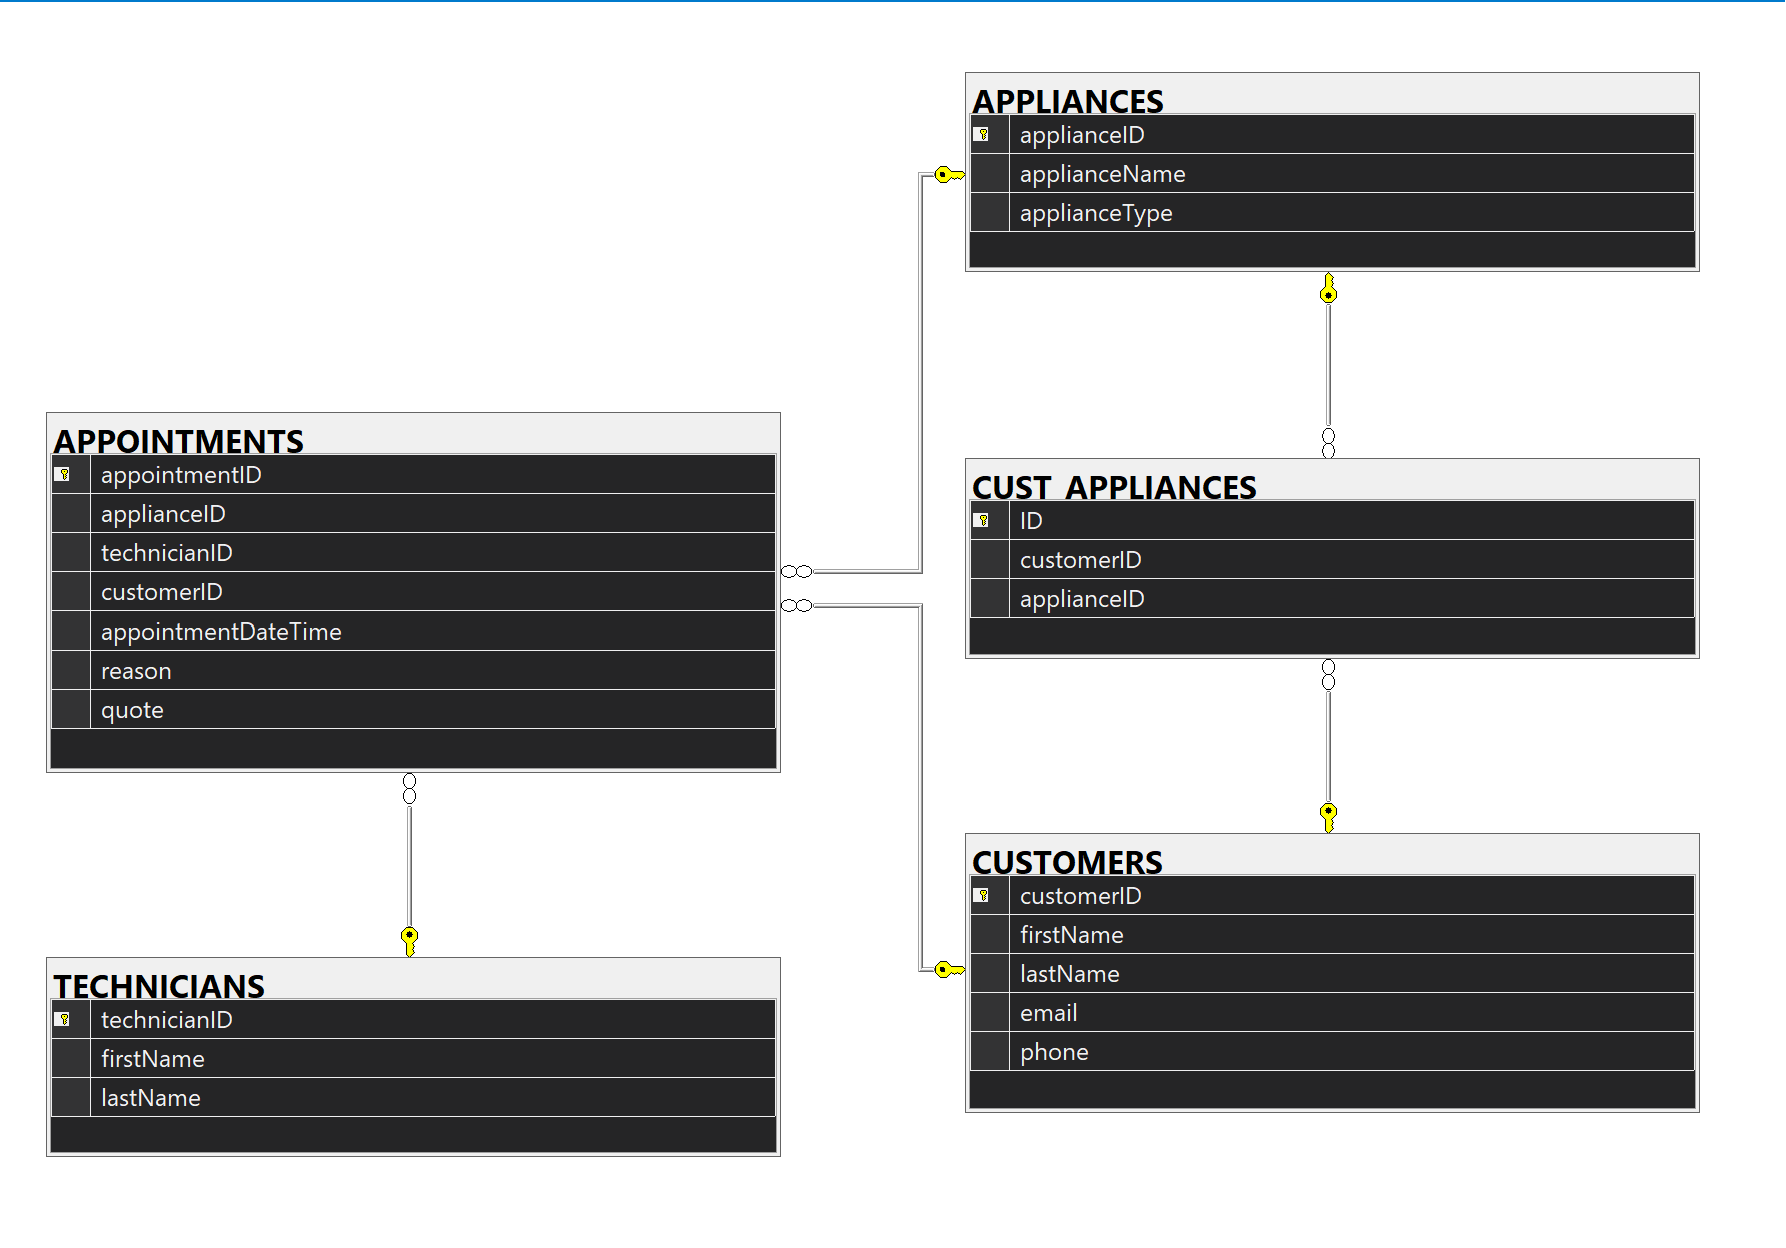 APPLIANCES
applianceID
applianceName
applianceType
APPOINTMENTS
appointmentID
applianceID
technicianID
customerID
appointmentDateTime
reason
quote
CUST_APPLIANCES
ID
customerID
applianceID
CUSTOMERS
customerID
firstName
lastName
email
phone
TECHNICIANS
technicianID
firstName
lastName